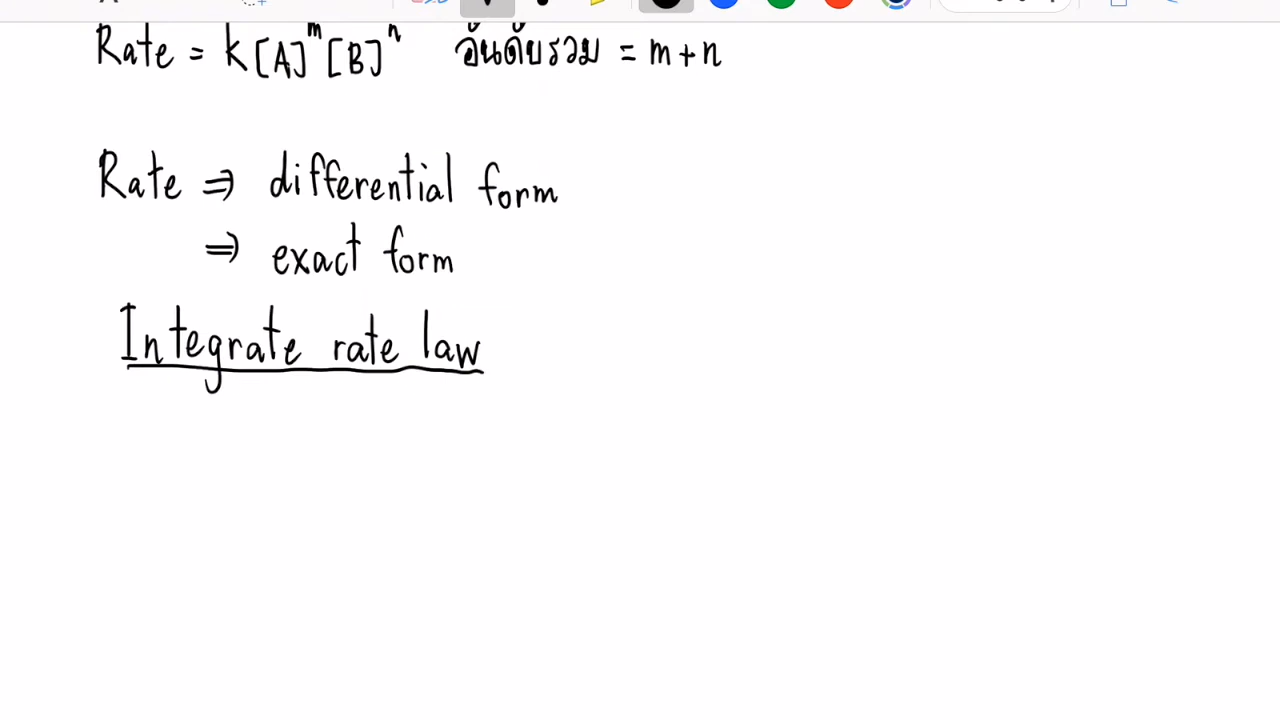 Rate = k[A]^m[B]^n อันดับรวม = m+n
Rate ⇒ differential form
⇒ exact form
Integrate rate law